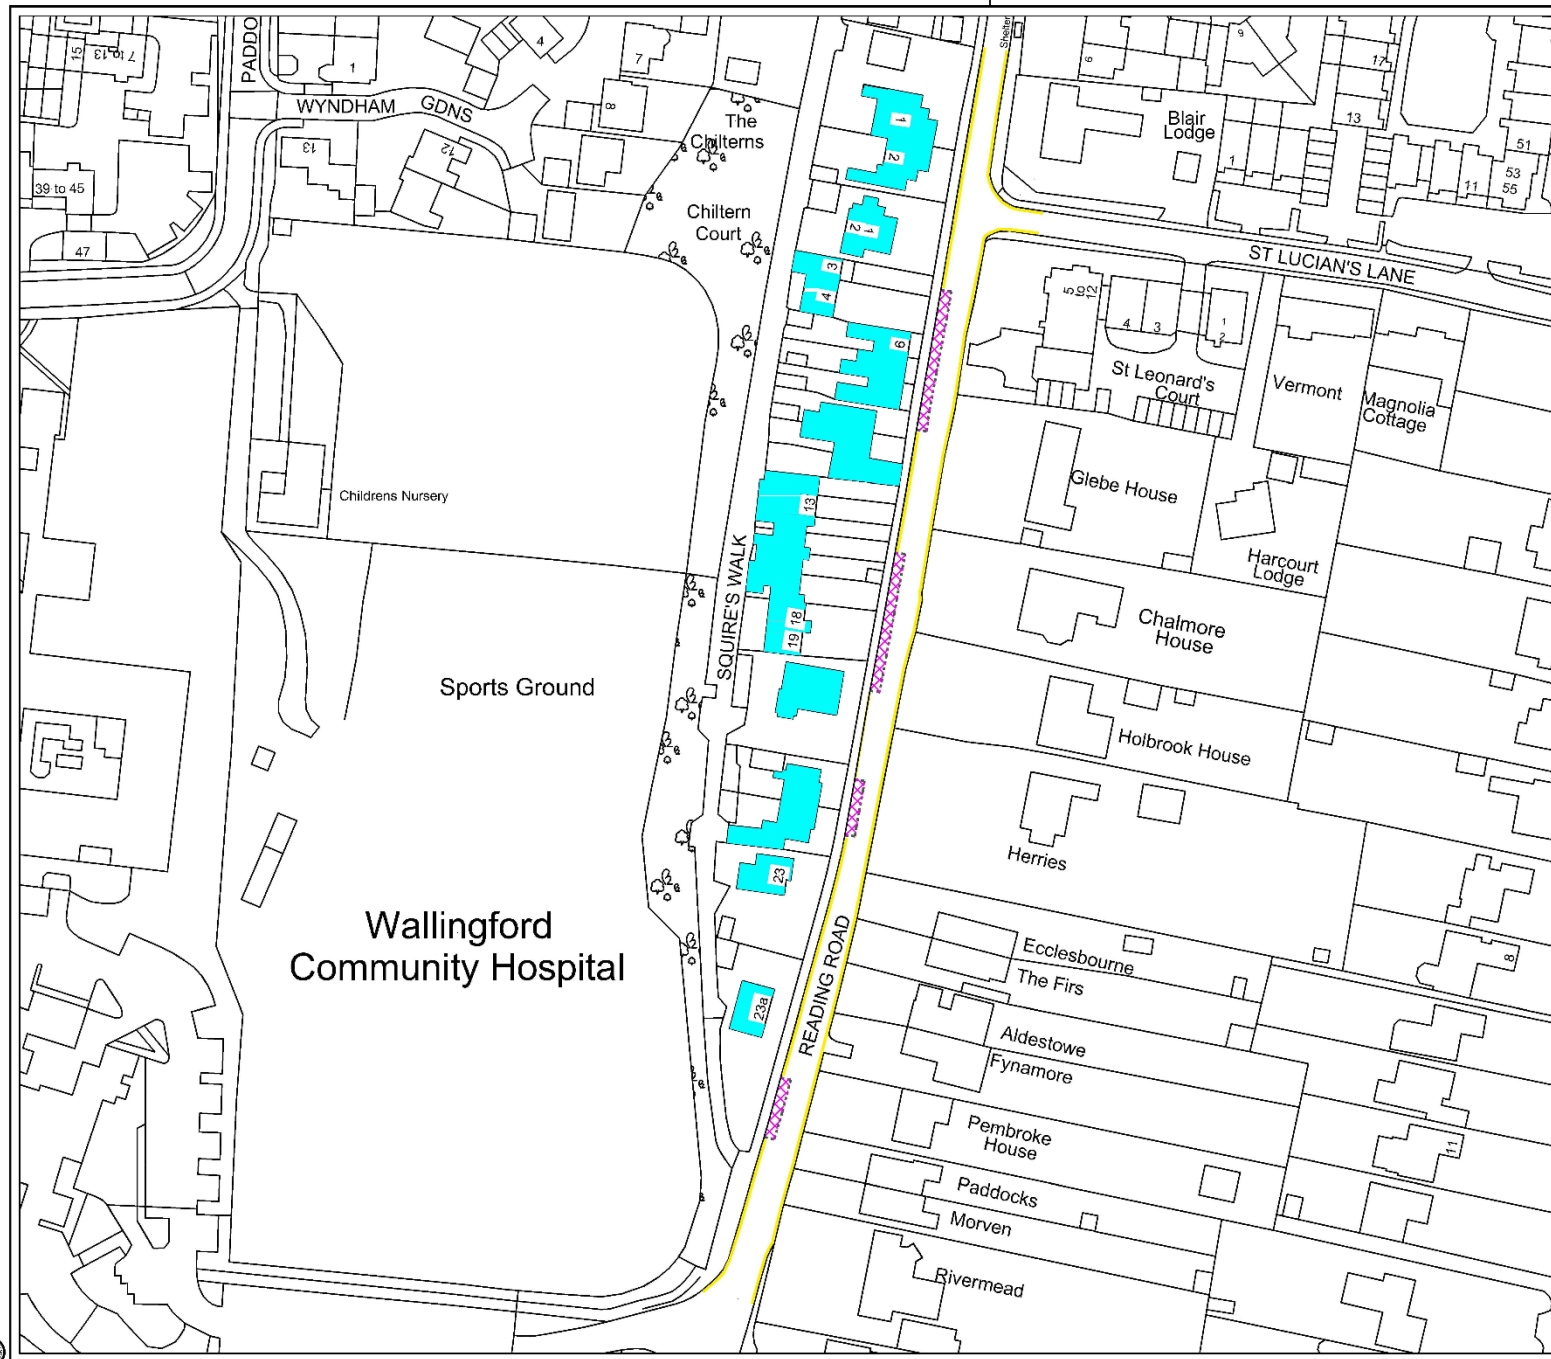 15
7 to 13
PADDO
1
4
7
Shelter
6
9
17
WYNDHAM GDNS
8
The
Chilterns
1
2
Blair
Lodge
13
51
53
55
11
1
13
12
39 to 45
47
Chiltern
Court
1
2
3
4
ST LUCIAN'S LANE
5
to
12
4
3
1
2
St Leonard's
Court
Vermont
Magnolia
Cottage
Glebe House
Childrens Nursery
13
SQUIRE'S WALK
Harcourt
Lodge
18
19
Chalmore
House
Sports Ground
Holbrook House
Herries
23
Wallingford
Community Hospital
READING ROAD
Ecclesbourne
The Firs
8
23a
Aldestowe
Fynamore
Pembroke
House
11
Paddocks
Morven
Rivermead